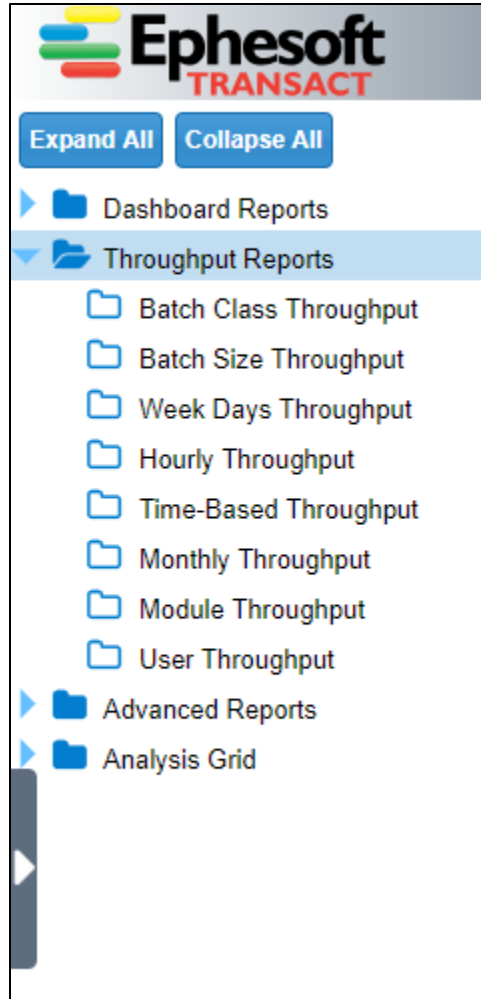 Ephesoft
TRANSACT
Expand All Collapse All
Dashboard Reports
Throughput Reports
Batch Class Throughput
Batch Size Throughput
Week Days Throughput
Hourly Throughput
Time-Based Throughput
Monthly Throughput
Module Throughput
User Throughput
Advanced Reports
Analysis Grid